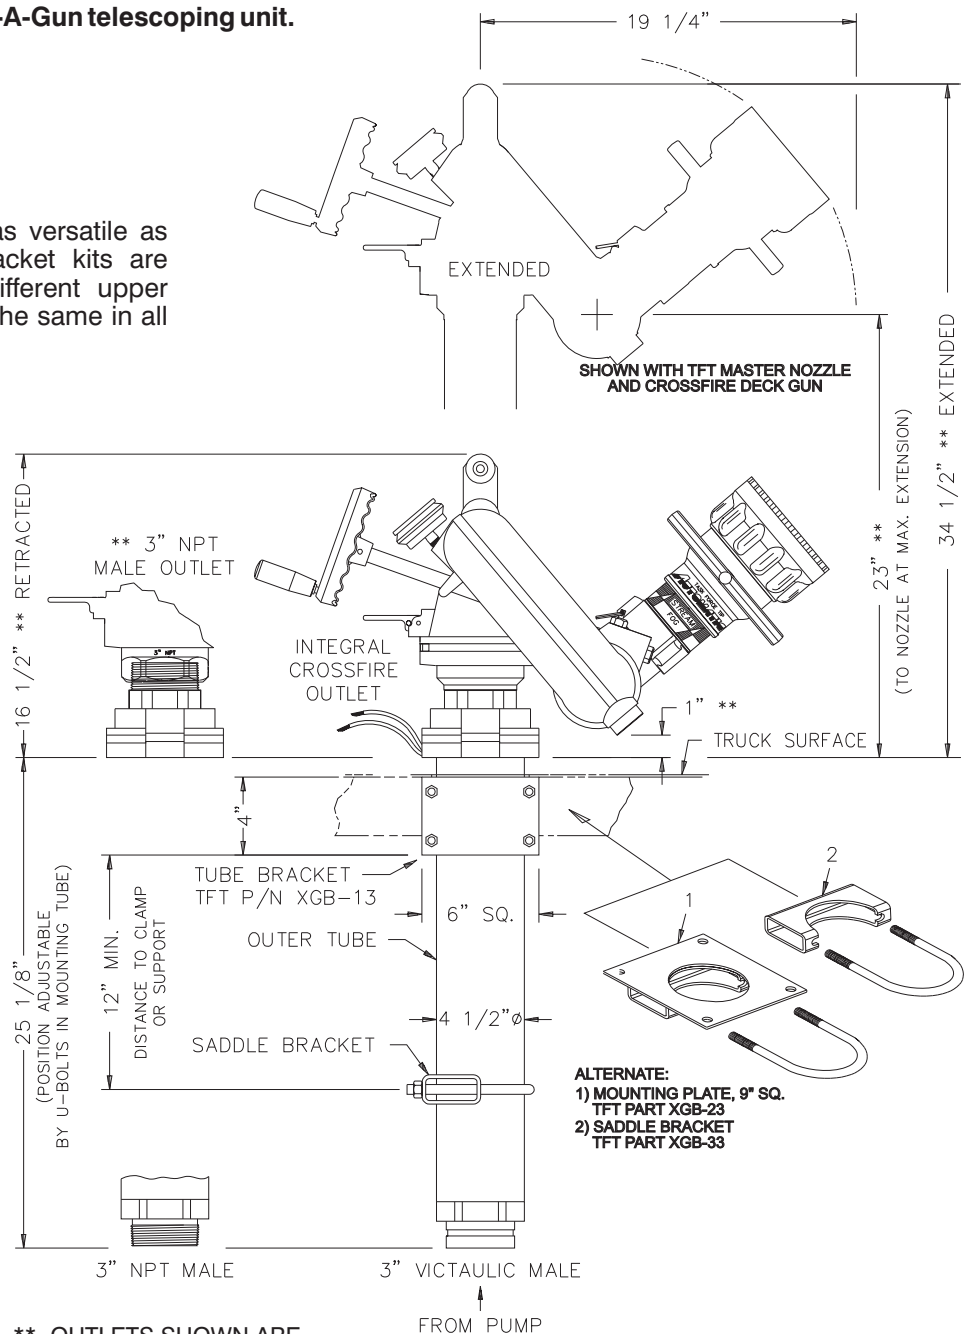 -A-Gun telescoping unit.
19 1/4"
as versatile as
acket kits are
ifferent upper
he same in all
EXTENDED
SHOWN WITH TFT MASTER NOZZLE
AND CROSSFIRE DECK GUN
34 1/2" ** EXTENDED
23" **
(TO NOZZLE AT MAX. EXTENSION)
16 1/2" ** RETRACTED
** 3" NPT
MALE OUTLET
3" NPT
INTEGRAL
CROSSFIRE
OUTLET
STREAM
FOG
1" **
TRUCK SURFACE
4"
TUBE BRACKET
TFT P/N XGB-13
6" SQ.
OUTER TUBE
25 1/8"
(POSITION ADJUSTABLE
BY U-BOLTS IN MOUNTING TUBE)
12" MIN.
DISTANCE TO CLAMP
OR SUPPORT
4 1/2"ø
SADDLE BRACKET
1
2
ALTERNATE:
1) MOUNTING PLATE, 9" SQ.
TFT PART XGB-23
2) SADDLE BRACKET
TFT PART XGB-33
3" NPT MALE
3" VICTAULIC MALE
FROM PUMP
** OUTLETS SHOWN ARE